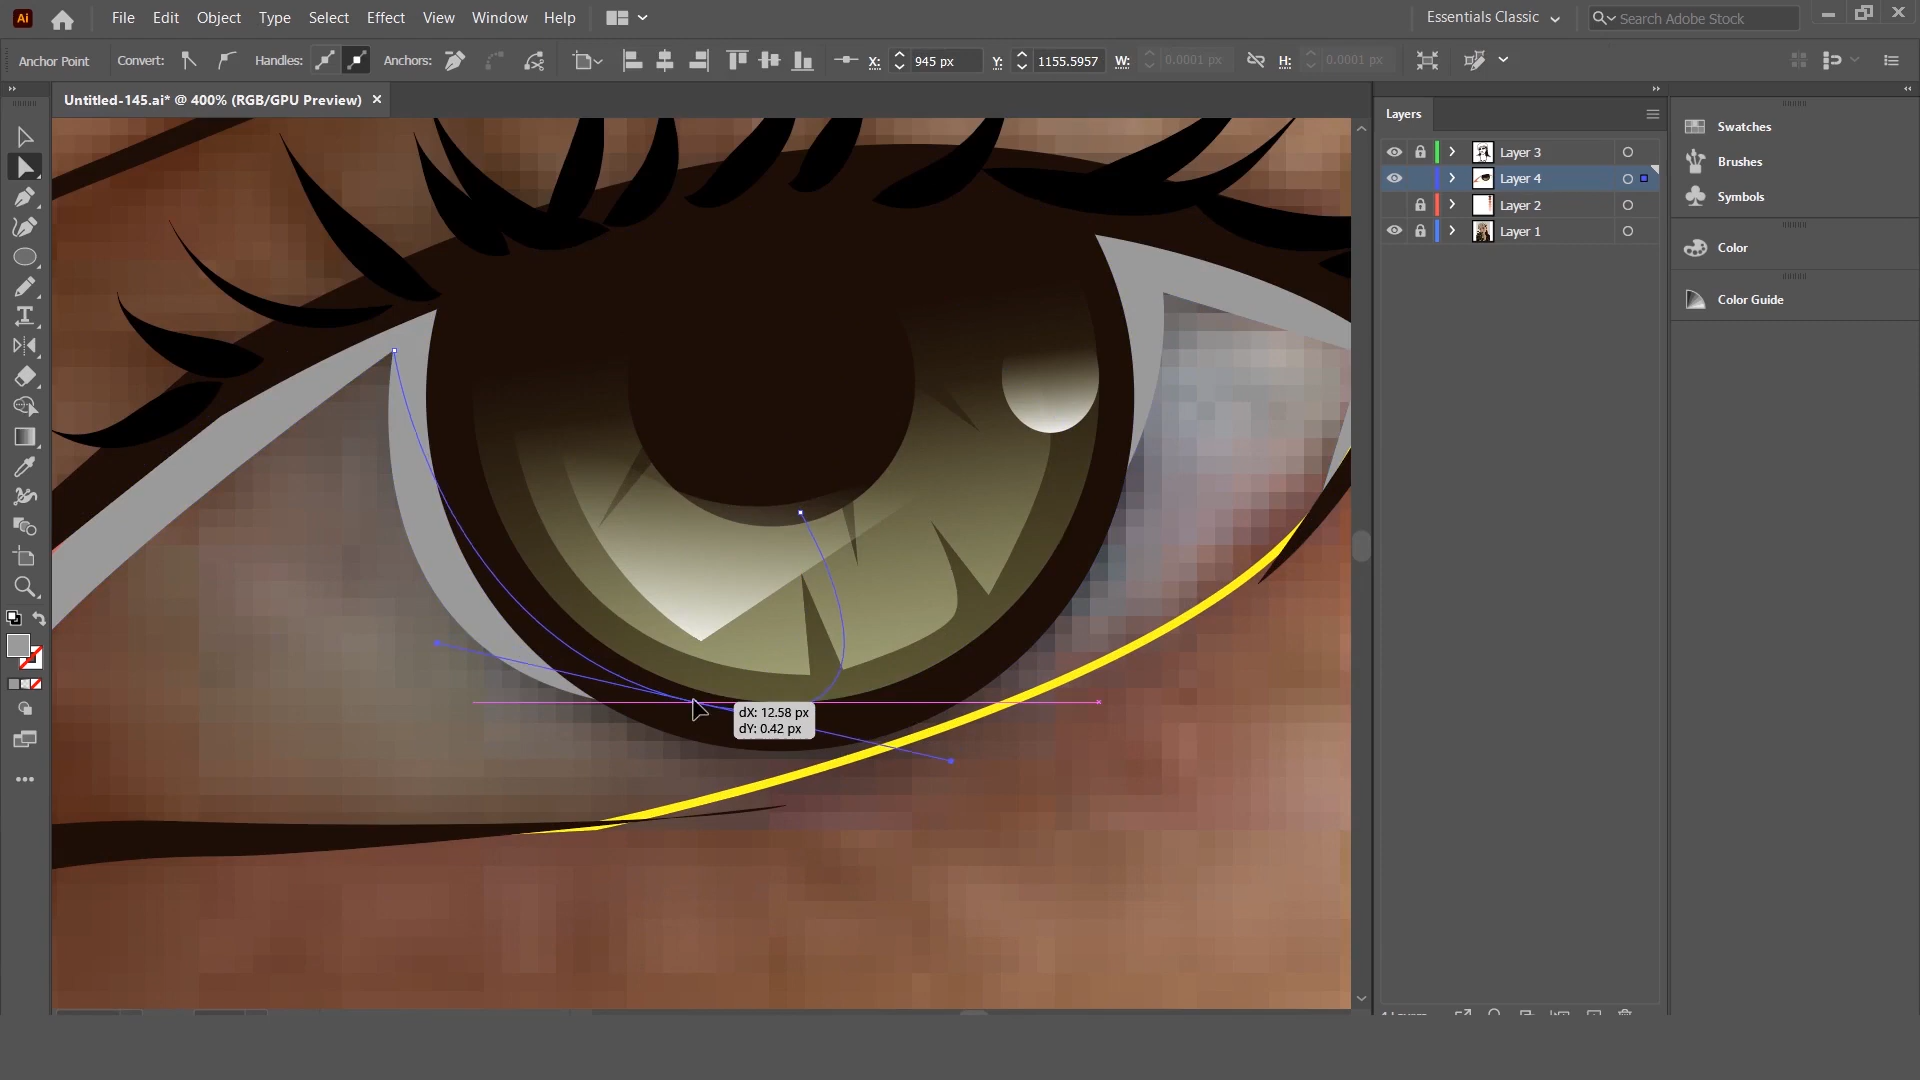 Ai File Edit Object Type Select Effect View Window Help Essentials Classic Search Adobe Stock
Anchor Point Convert: Handles: Anchors: X: 945 px Y: 1155.5957 W: 0.0001 px H: 0.0001 px
Untitled-145.ai* @ 400% (RGB/GPU Preview) ×
Layers
Layer 3
Layer 4
Layer 2
Layer 1
Swatches
Brushes
Symbols
Color
Color Guide
dX: 12.58 px
dY: 0.42 px